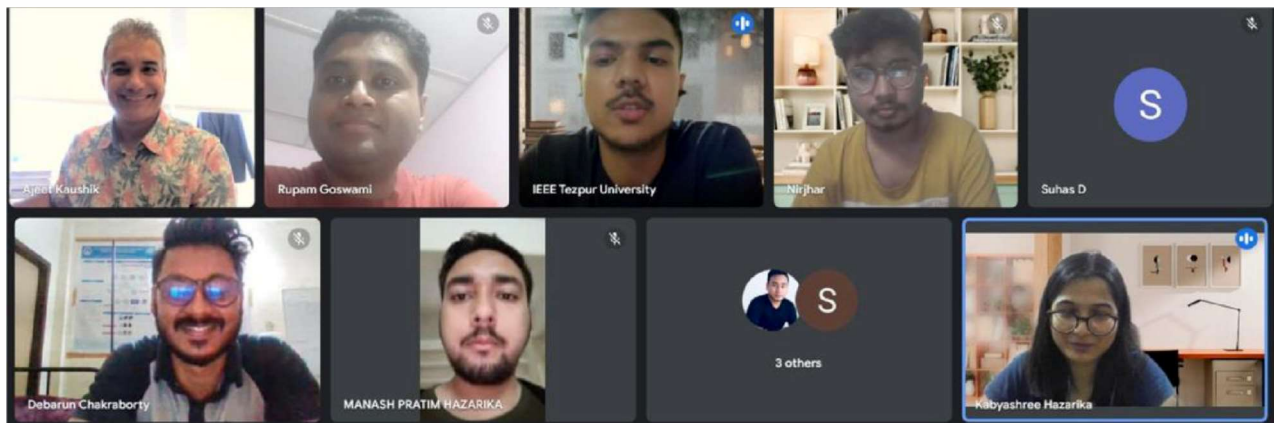 Ajeet Kaushik
Rupam Goswami
IEEE Tezpur University
Nirjhar
S
Suhas D
Debarun Chakraborty
MANASH PRATIM HAZARIKA
S
3 others
Kabyashree Hazarika